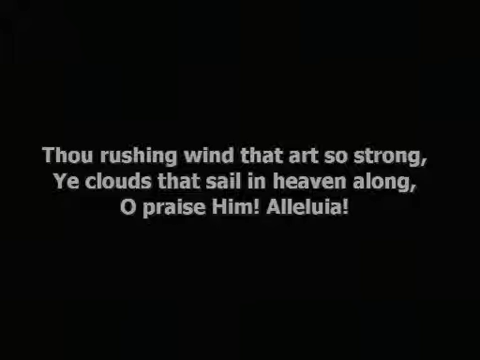 Thou rushing wind that art so strong,
Ye clouds that sail in heaven along,
O praise Him! Alleluia!